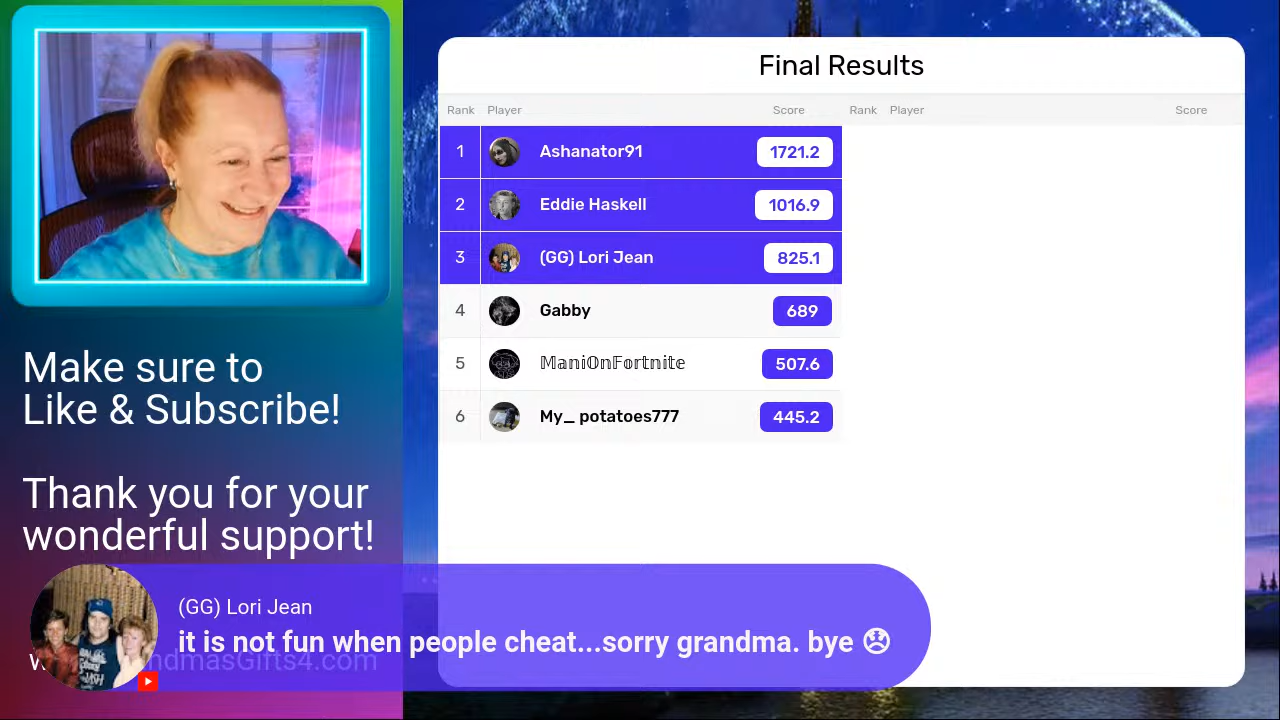 Final Results
Rank Player Score Rank Player Score
1 Ashanator91 1721.2
2 Eddie Haskell 1016.9
3 (GG) Lori Jean 825.1
4 Gabby 689
5 𝕄𝕒𝕟𝕚𝕆𝕟𝔽𝕠𝕣𝕥𝕟𝕚𝕥𝕖 507.6
6 My_ potatoes777 445.2
Make sure to
Like & Subscribe!
Thank you for your
wonderful support!
(GG) Lori Jean
it is not fun when people cheat...sorry grandma. bye 😞
ndmasGifts4.com